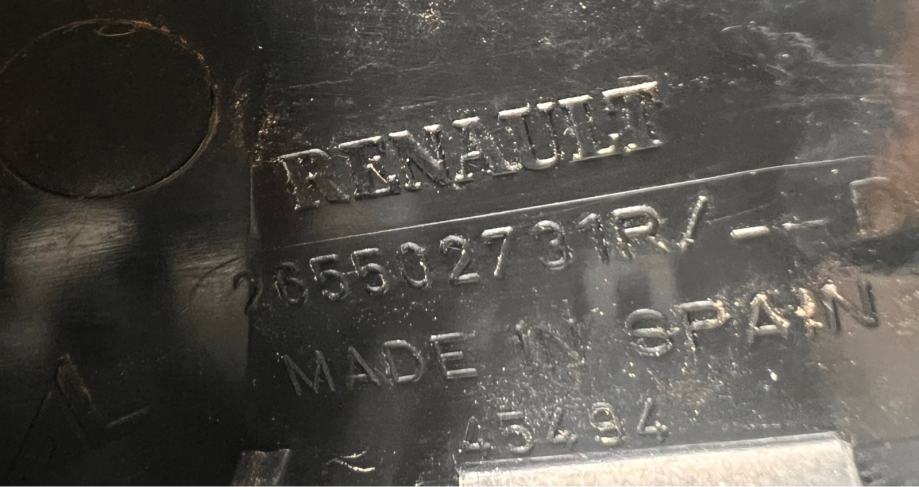 RENAULT
265502731R/--D
MADE IN SPAIN
45494